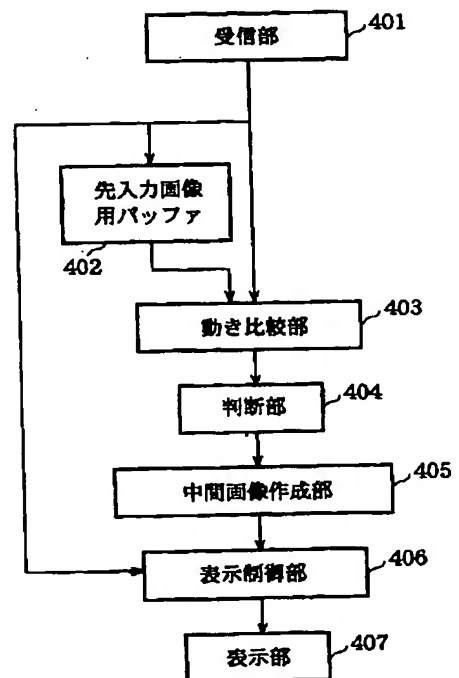 受信部
401
先入力画像
用バッファ
402
動き比較部
403
判断部
404
中間画像作成部
405
表示制御部
406
表示部
407